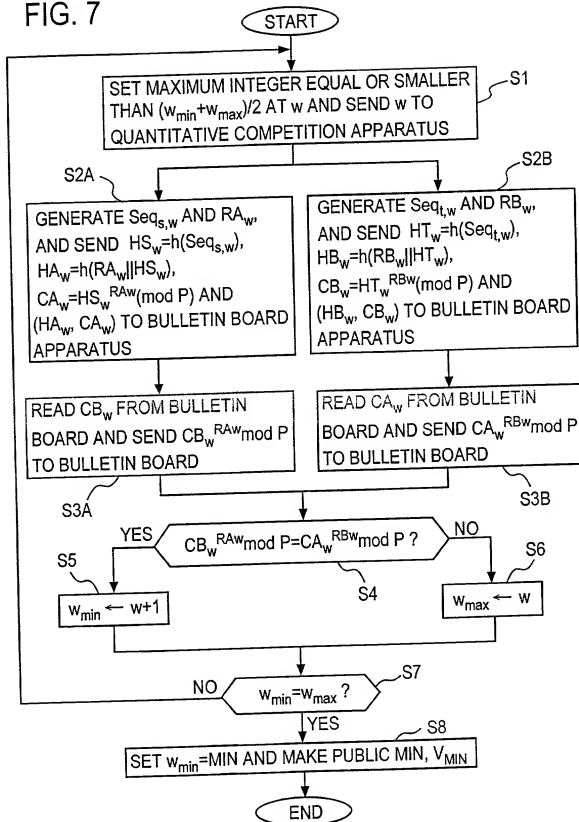 FIG. 7
START
SET MAXIMUM INTEGER EQUAL OR SMALLER
THAN (wmin+wmax)/2 AT w AND SEND w TO
QUANTITATIVE COMPETITION APPARATUS
S1
S2A
GENERATE Seqs,w AND RAw,
AND SEND HSw=h(Seqs,w),
HAw=h(RAw||HSw),
CAw=HSw^RAw(mod P) AND
(HAw, CAw) TO BULLETIN BOARD
APPARATUS
S2B
GENERATE Seqt,w AND RBw,
AND SEND HTw=h(Seqt,w),
HBw=h(RBw||HTw),
CBw=HTw^RBw(mod P) AND
(HBw, CBw) TO BULLETIN BOARD
APPARATUS
READ CBw FROM BULLETIN
BOARD AND SEND CBw^RAw mod P
TO BULLETIN BOARD
S3A
READ CAw FROM BULLETIN
BOARD AND SEND CAw^RBw mod P
TO BULLETIN BOARD
S3B
YES
CBw^RAw mod P=CAw^RBw mod P ?
NO
S4
S5
wmin ← w+1
S6
wmax ← w
NO
wmin=wmax ?
S7
YES
S8
SET wmin=MIN AND MAKE PUBLIC MIN, VMIN
END